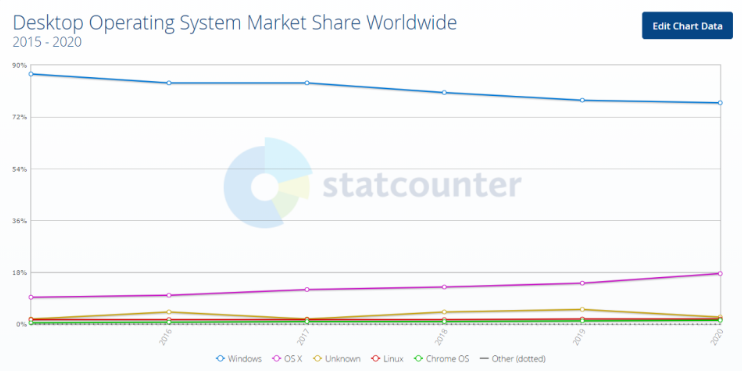 Desktop Operating System Market Share Worldwide
2015 - 2020
Edit Chart Data
90%
72%
54%
statcounter
36%
18%
0%
2016 2017 2018 2019 2020
Windows OS X Unknown Linux Chrome OS Other (dotted)